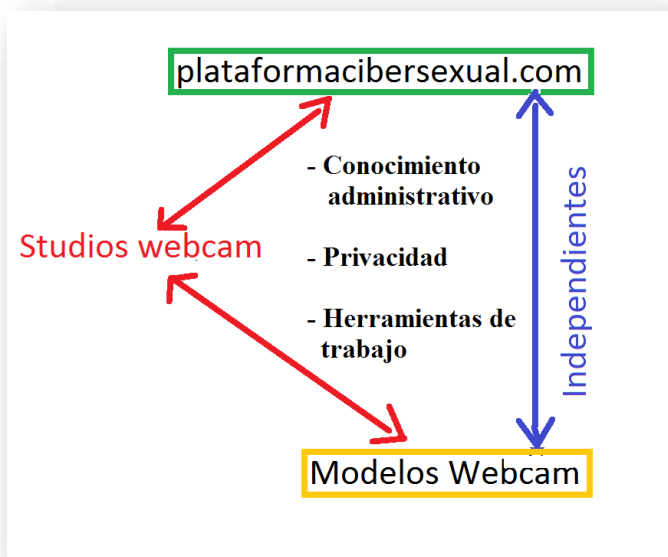 plataformacibersexual.com
- Conocimiento
administrativo
Studios webcam
- Privacidad
- Herramientas de
trabajo
Independientes
Modelos Webcam